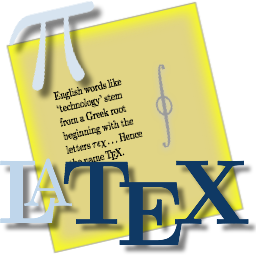 π
English words like
'technology' stem
from a Greek root
beginning with the
letters τεχ... Hence
the name TEX.
∮
LATEX